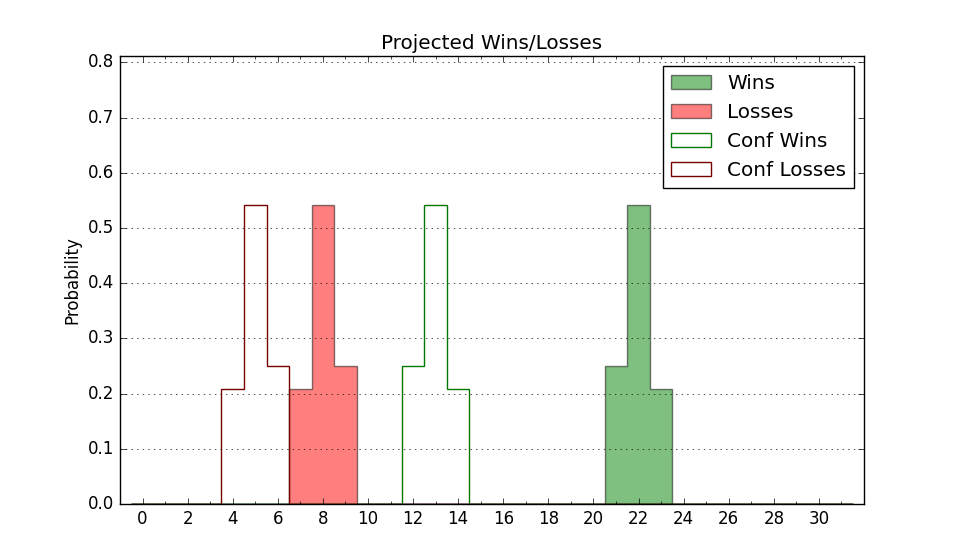 Projected Wins/Losses
Probability
0.8
0.7
0.6
0.5
0.4
0.3
0.2
0.1
0.0
0 2 4 6 8 10 12 14 16 18 20 22 24 26 28 30
Wins
Losses
Conf Wins
Conf Losses